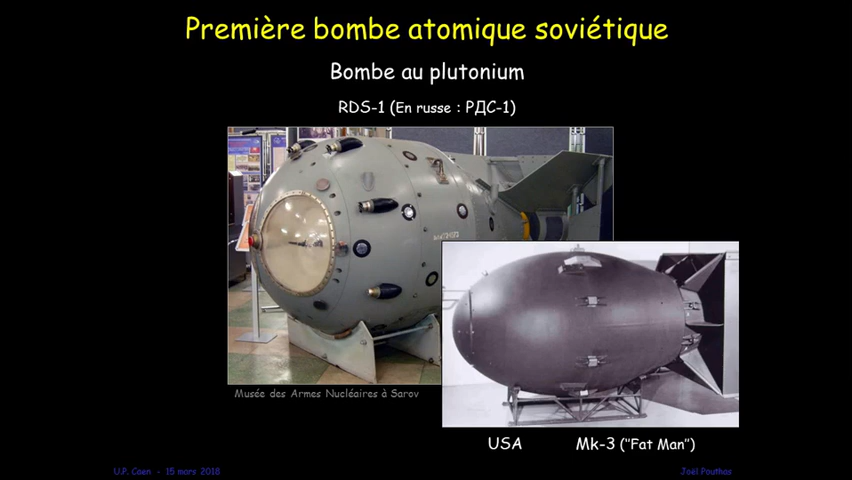 Première bombe atomique soviétique
Bombe au plutonium
RDS-1 (En russe : РДС-1)
Musée des Armes Nucléaires à Sarov
USA Mk-3 ("Fat Man")
U.P. Caen - 15 mars 2018 Joël Pouthas